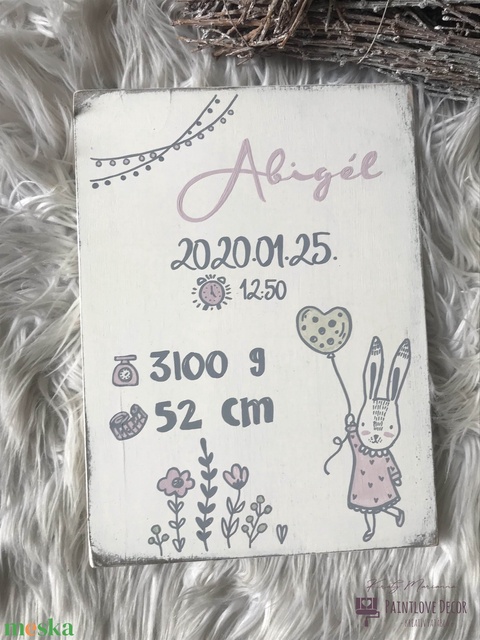 Abigél
2020.01.25.
12:50
3100 g
52 cm
PAINTLOVE DECOR
meska